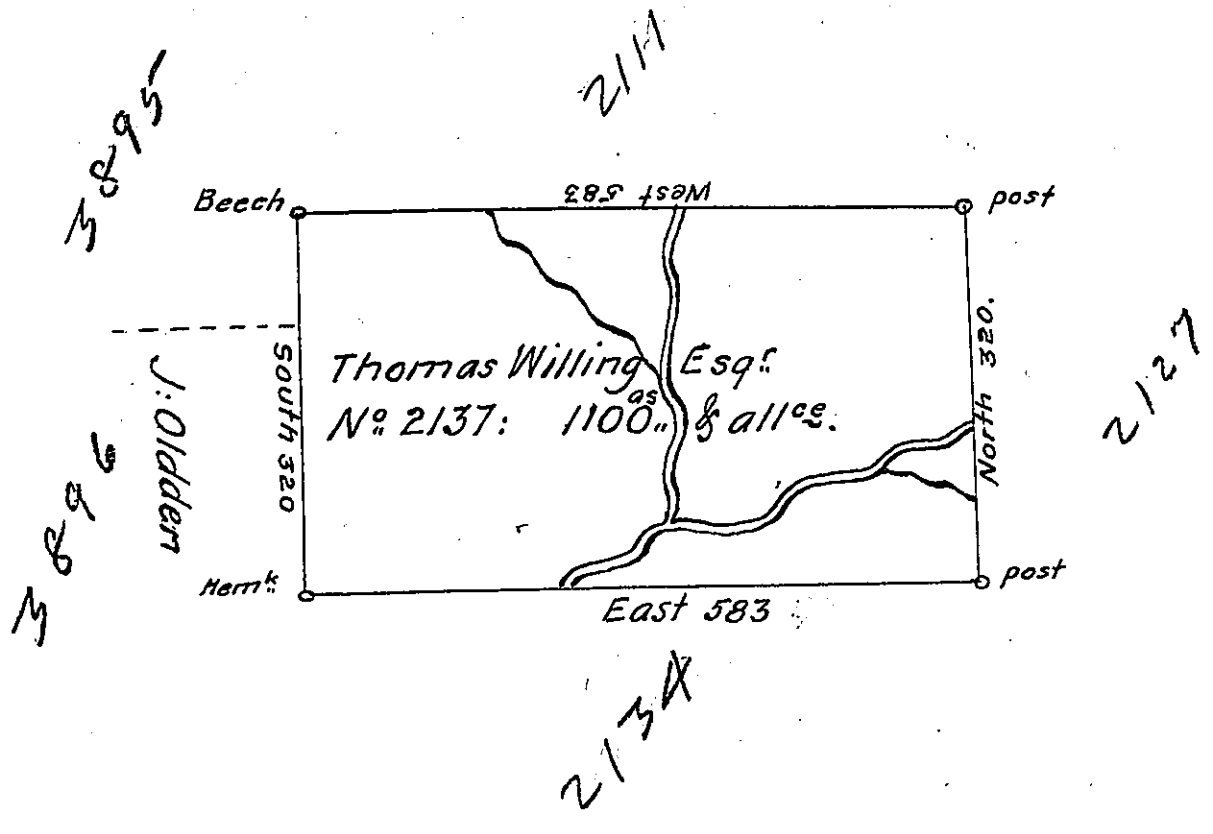 3895
Beech
West 583
post
J: Oldden
South 320
Thomas Willing Esqr.
No. 2137: 1100as. & allce.
North 320.
2127
3896
Hemk.
post
East 583
2134